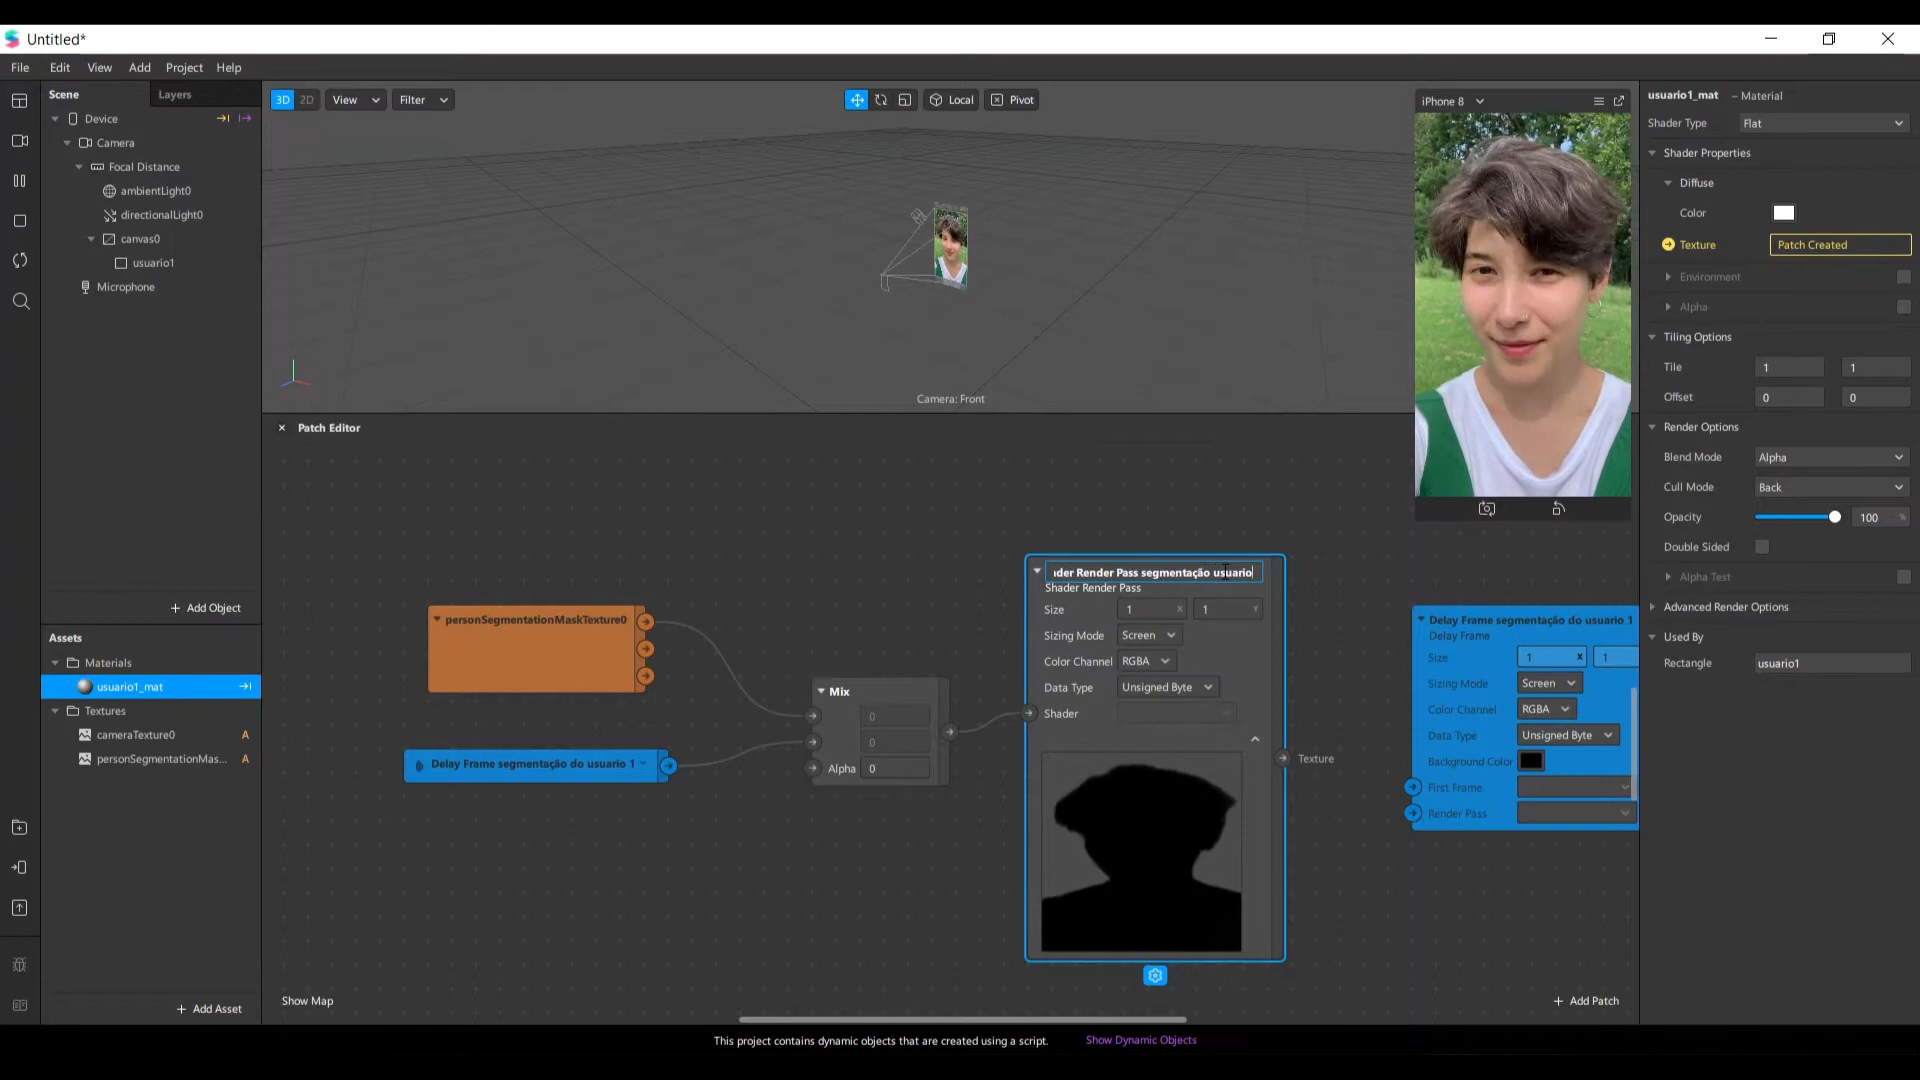 Untitled*
File Edit View Add Project Help
Scene Layers
Device
Camera
Focal Distance
ambientLight0
directionalLight0
canvas0
usuario1
Microphone
+ Add Object
Assets
Materials
usuario1_mat
Textures
cameraTexture0 A
personSegmentationMas... A
+ Add Asset
3D 2D View Filter
Local Pivot
Camera: Front
iPhone 8
Patch Editor
personSegmentationMaskTexture0
Delay Frame segmentação do usuario 1
Mix
0
0
Alpha 0
der Render Pass segmentação usuario
Shader Render Pass
Size 1 X 1 Y
Sizing Mode Screen
Color Channel RGBA
Data Type Unsigned Byte
Shader
Texture
Delay Frame segmentação do usuario 1
Delay Frame
Size 1 X 1
Sizing Mode Screen
Color Channel RGBA
Data Type Unsigned Byte
Background Color
First Frame
Render Pass
Show Map
+ Add Patch
usuario1_mat – Material
Shader Type Flat
Shader Properties
Diffuse
Color
Texture Patch Created
Environment
Alpha
Tiling Options
Tile 1 1
Offset 0 0
Render Options
Blend Mode Alpha
Cull Mode Back
Opacity 100 %
Double Sided
Alpha Test
Advanced Render Options
Used By
Rectangle usuario1
This project contains dynamic objects that are created using a script. Show Dynamic Objects